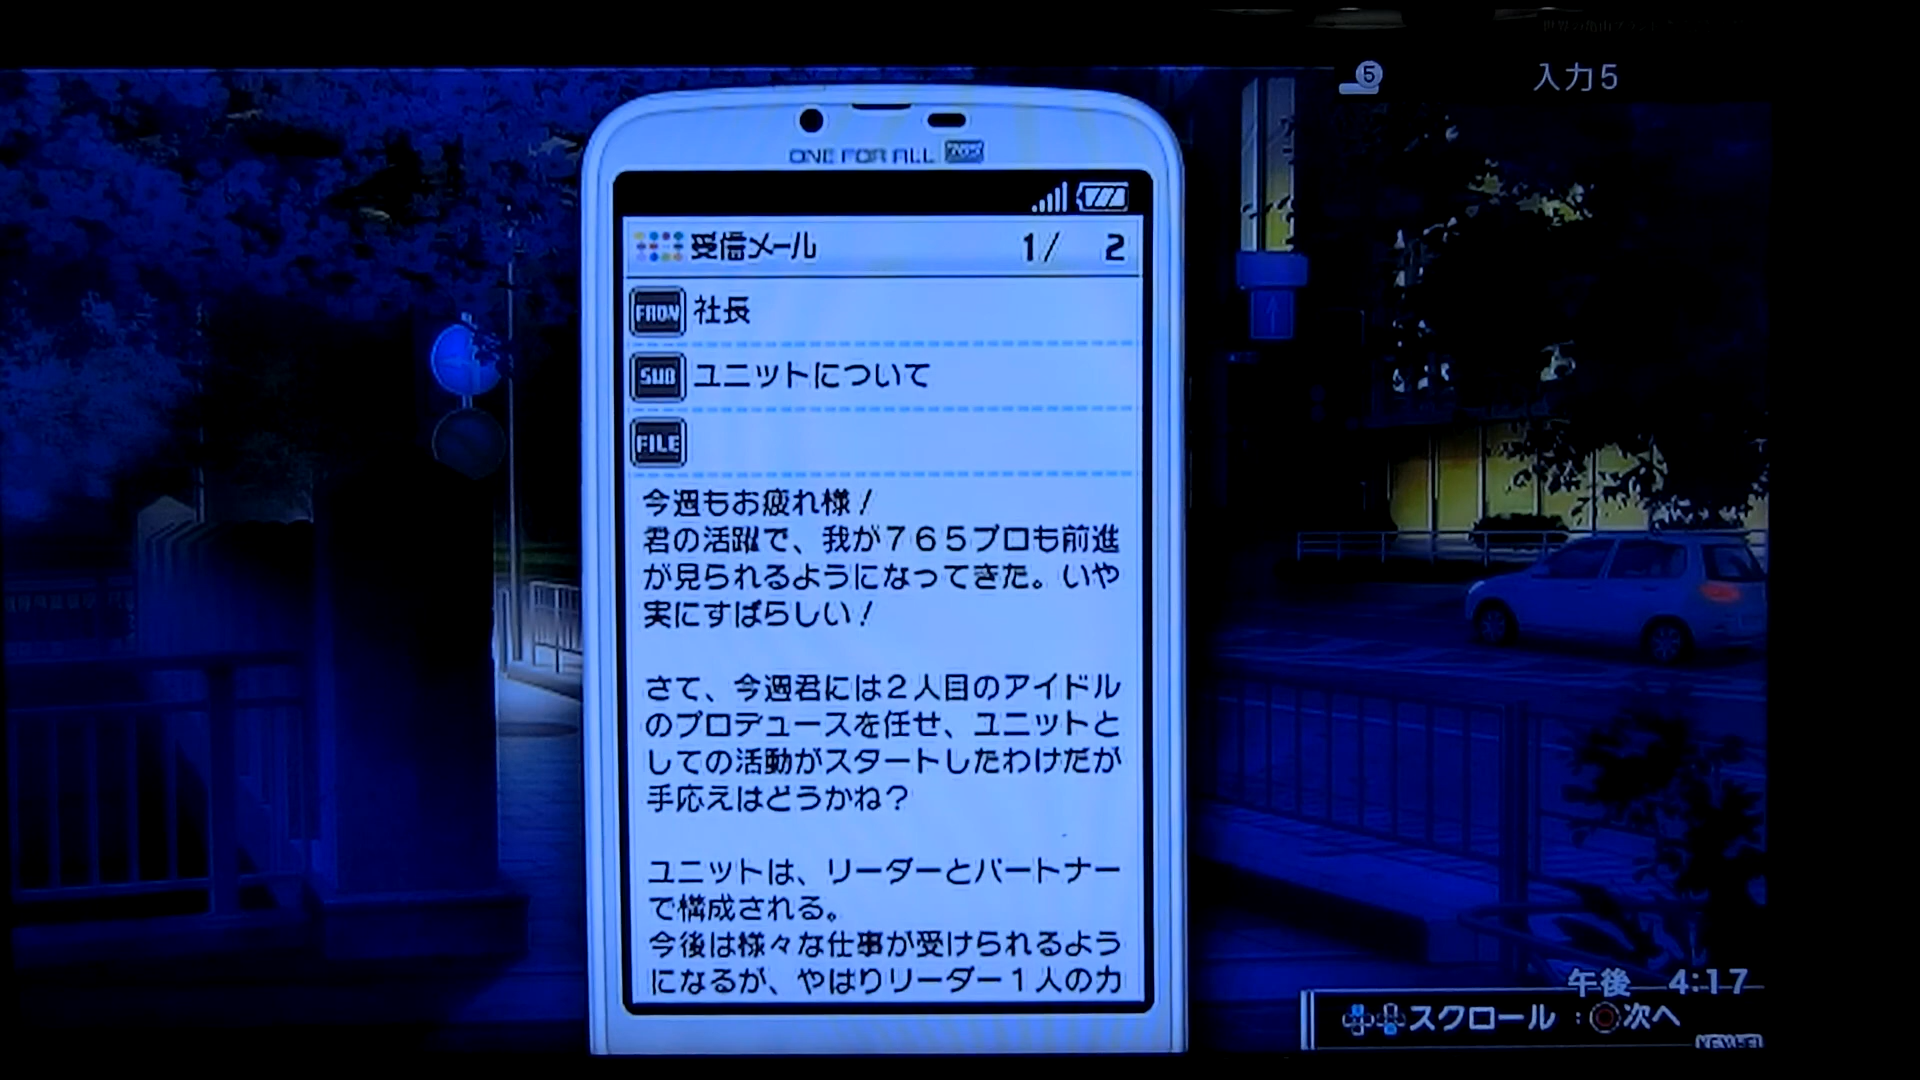 入力5
ONE FOR ALL 765
受信メール 1/ 2
FROM 社長
SUB ユニットについて
FILE
今週もお疲れ様！
君の活躍で、我が７６５プロも前進
が見られるようになってきた。いや
実にすばらしい！
さて、今週君には２人目のアイドル
のプロデュースを任せ、ユニットと
しての活動がスタートしたわけだが
手応えはどうかね？
ユニットは、リーダーとパートナー
で構成される。
今後は様々な仕事が受けられるよう
になるが、やはりリーダー１人の力
午後 4:17
スクロール：次へ